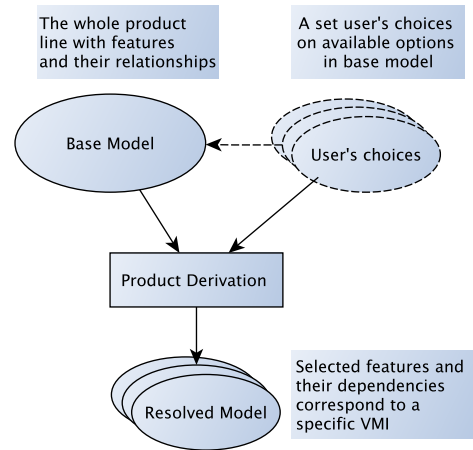 The whole product
line with features
and their relationships
A set user's choices
on available options
in base model
Base Model
User's choices
Product Derivation
Resolved Model
Selected features and
their dependencies
correspond to a
specific VMI